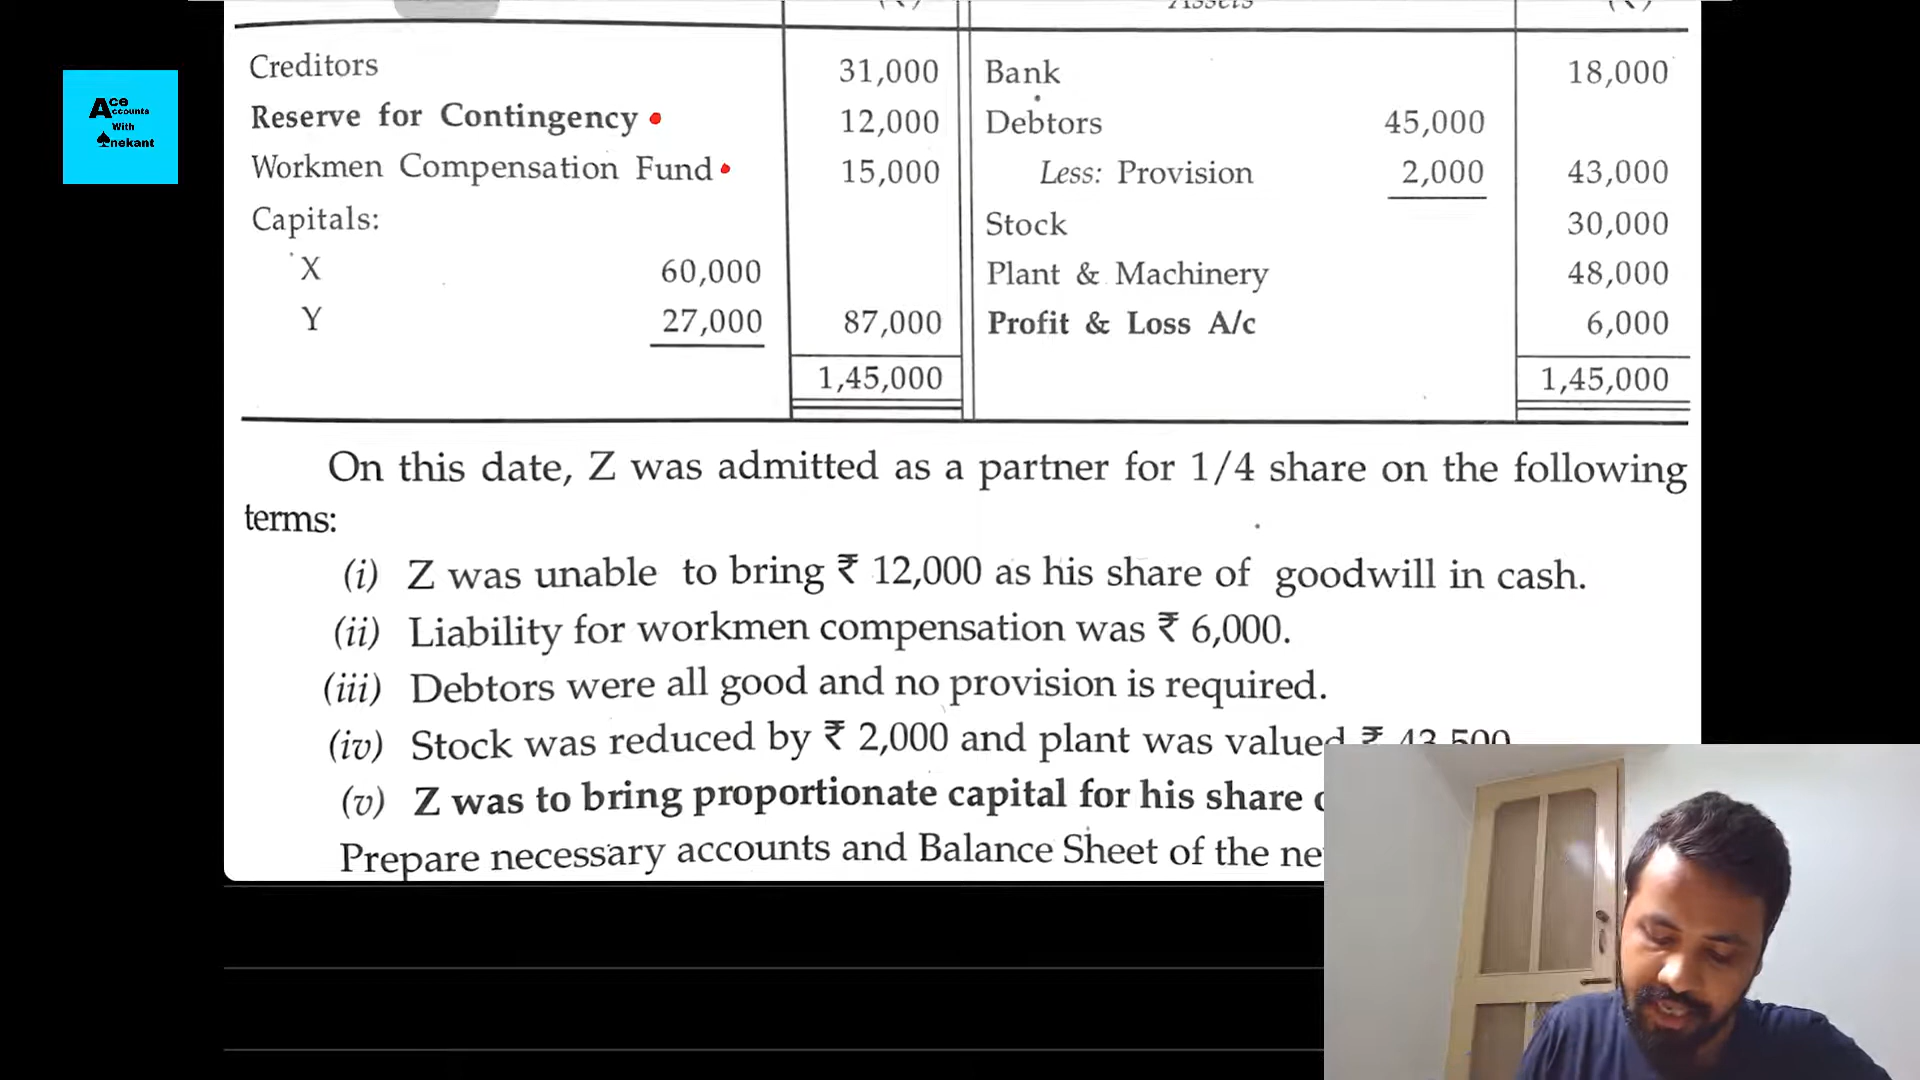 (₹) Assets (₹)
Creditors 31,000 Bank 18,000
Reserve for Contingency 12,000 Debtors 45,000
Workmen Compensation Fund 15,000 Less: Provision 2,000 43,000
Capitals: Stock 30,000
X 60,000 Plant & Machinery 48,000
Y 27,000 87,000 Profit & Loss A/c 6,000
1,45,000 1,45,000
Ace
Accounts
With
Anekant
On this date, Z was admitted as a partner for 1/4 share on the following
terms:
(i) Z was unable to bring ₹ 12,000 as his share of goodwill in cash.
(ii) Liability for workmen compensation was ₹ 6,000.
(iii) Debtors were all good and no provision is required.
(iv) Stock was reduced by ₹ 2,000 and plant was valued ₹ 43,500
(v) Z was to bring proportionate capital for his share
Prepare necessary accounts and Balance Sheet of the